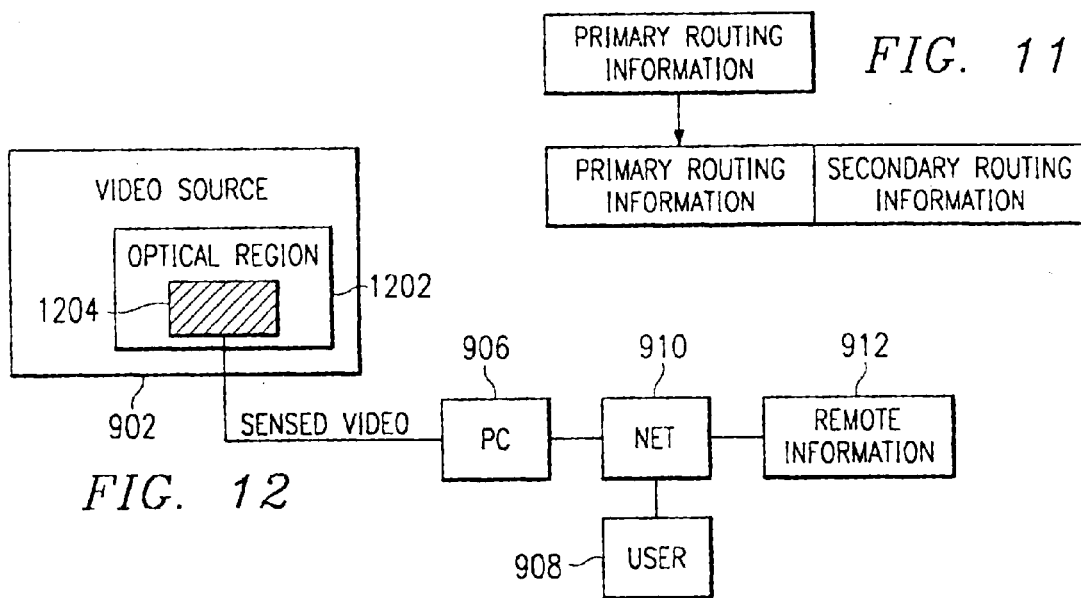 PRIMARY ROUTING
INFORMATION
FIG. 11
PRIMARY ROUTING
INFORMATION
SECONDARY ROUTING
INFORMATION
VIDEO SOURCE
OPTICAL REGION
1204
1202
902
SENSED VIDEO
906
PC
910
NET
912
REMOTE
INFORMATION
908
USER
FIG. 12